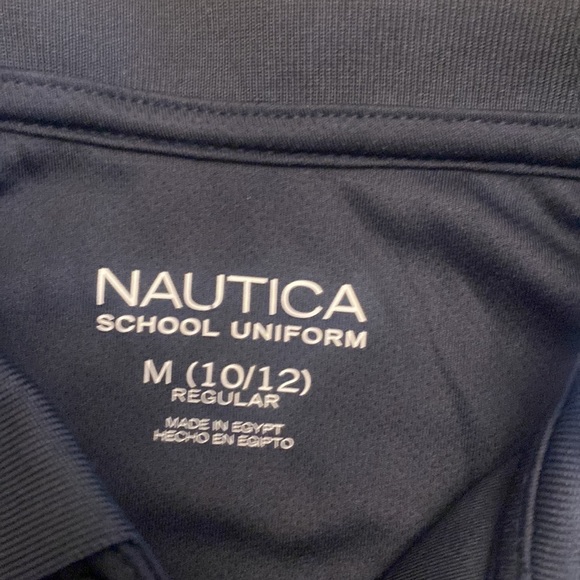 NAUTICA
SCHOOL UNIFORM
M (10/12)
REGULAR
MADE IN EGYPT
HECHO EN EGIPTO